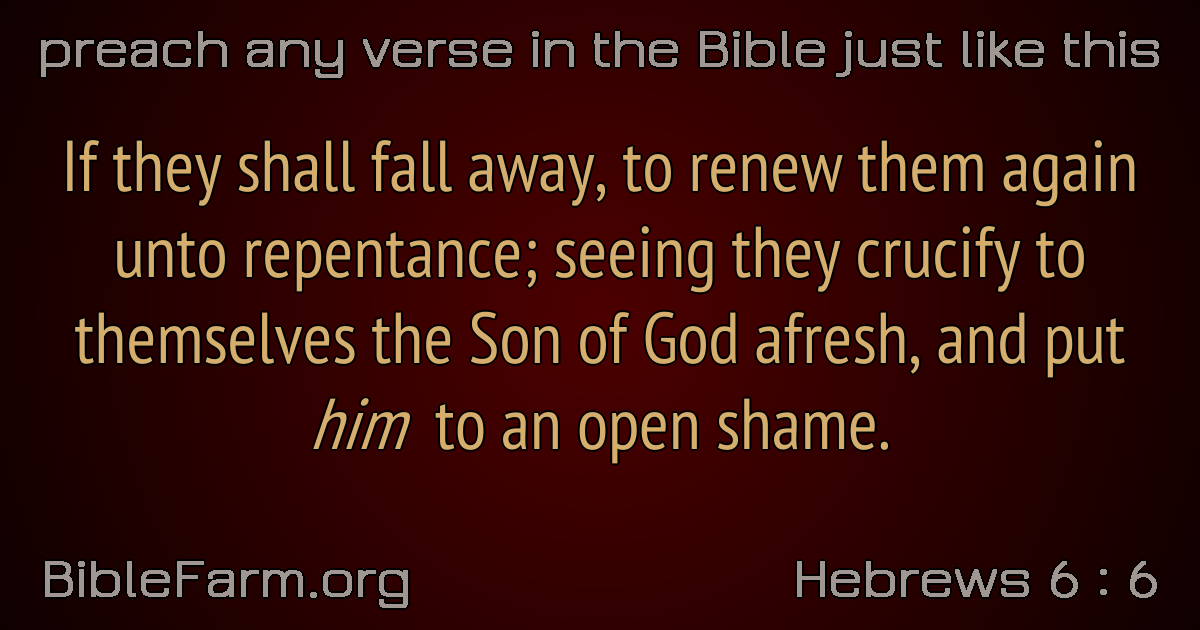 preach any verse in the Bible just like this
If they shall fall away, to renew them again
unto repentance; seeing they crucify to
themselves the Son of God afresh, and put
him to an open shame.
BibleFarm.org
Hebrews 6 : 6